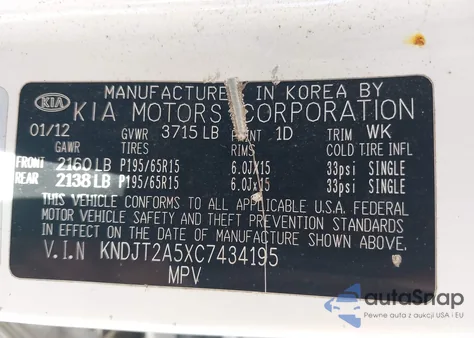 MANUFACTURED IN KOREA BY
KIA KIA MOTORS CORPORATION
01/12 GVWR 3715 LB PAINT 1D TRIM WK
GAWR TIRES RIMS COLD TIRE INFL
FRONT 2160 LB P195/65R15 6.0JX15 33psi SINGLE
REAR 2138 LB P195/65R15 6.0JX15 33psi SINGLE
THIS VEHICLE CONFORMS TO ALL APPLICABLE U.S.A. FEDERAL
MOTOR VEHICLE SAFETY AND THEFT PREVENTION STANDARDS
IN EFFECT ON THE DATE OF MANUFACTURE SHOWN ABOVE
V.I.N KNDJT2A5XC7434195
MPV
autoSnap
Pewne auta z aukcji USA i EU